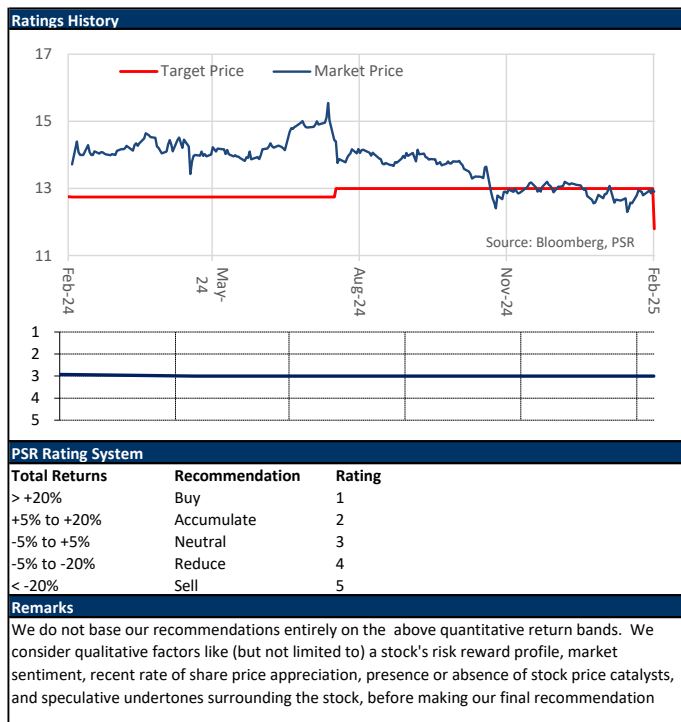 Ratings History
17
Target Price Market Price
15
13
Source: Bloomberg, PSR
11
Feb-24
May-
24
Aug-24
Nov-24
Feb-25
1
2
3
4
5
PSR Rating System
Total Returns Recommendation Rating
> +20% Buy 1
+5% to +20% Accumulate 2
-5% to +5% Neutral 3
-5% to -20% Reduce 4
< -20% Sell 5
Remarks
We do not base our recommendations entirely on the above quantitative return bands. We
consider qualitative factors like (but not limited to) a stock's risk reward profile, market
sentiment, recent rate of share price appreciation, presence or absence of stock price catalysts,
and speculative undertones surrounding the stock, before making our final recommendation